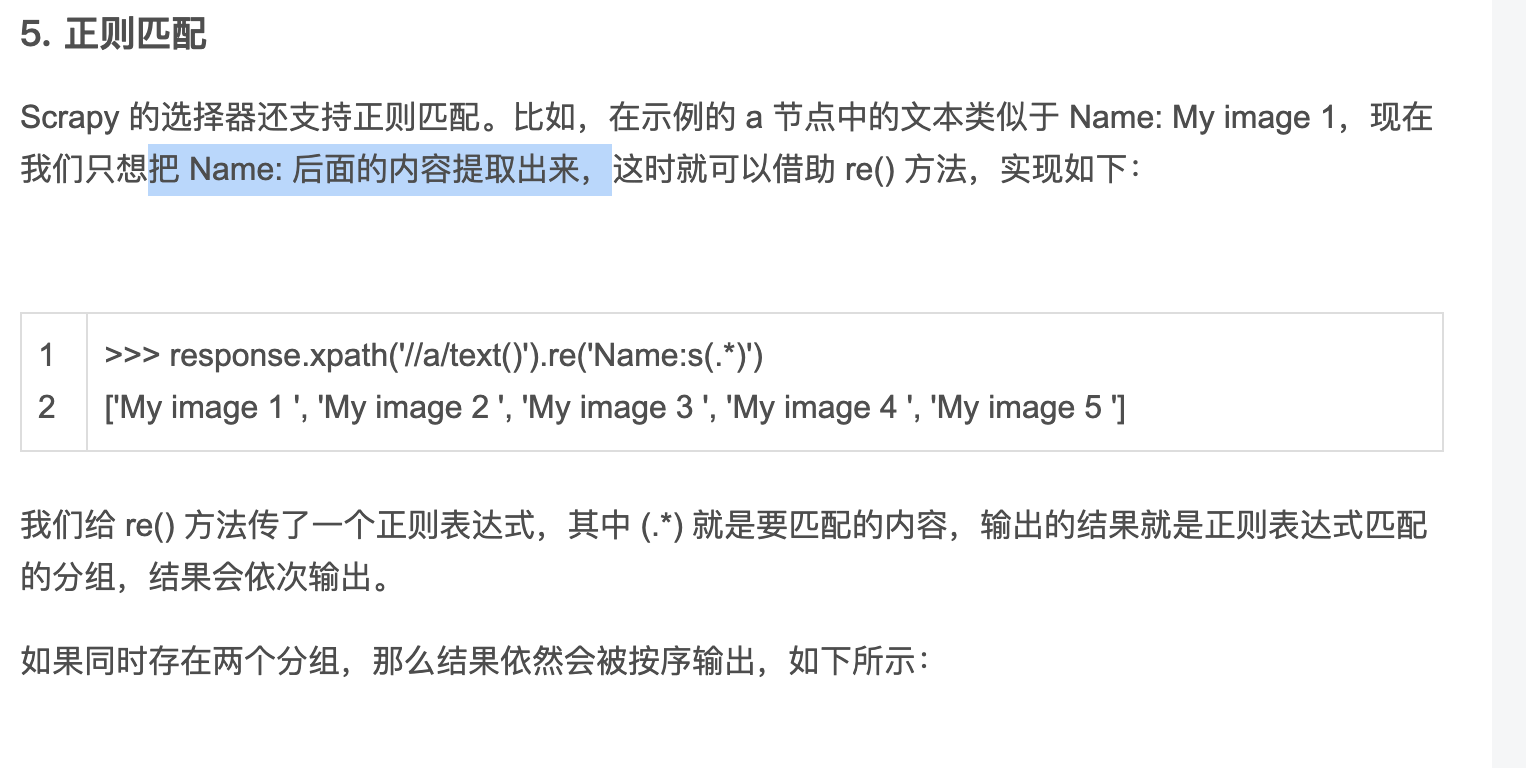 5. 正则匹配
Scrapy 的选择器还支持正则匹配。比如，在示例的 a 节点中的文本类似于 Name: My image 1，现在
我们只想把 Name: 后面的内容提取出来，这时就可以借助 re() 方法，实现如下：
1 >>> response.xpath('//a/text()').re('Name:s(.*)')
2 ['My image 1 ', 'My image 2 ', 'My image 3 ', 'My image 4 ', 'My image 5 ']
我们给 re() 方法传了一个正则表达式，其中 (.*) 就是要匹配的内容，输出的结果就是正则表达式匹配
的分组，结果会依次输出。
如果同时存在两个分组，那么结果依然会被按序输出，如下所示：